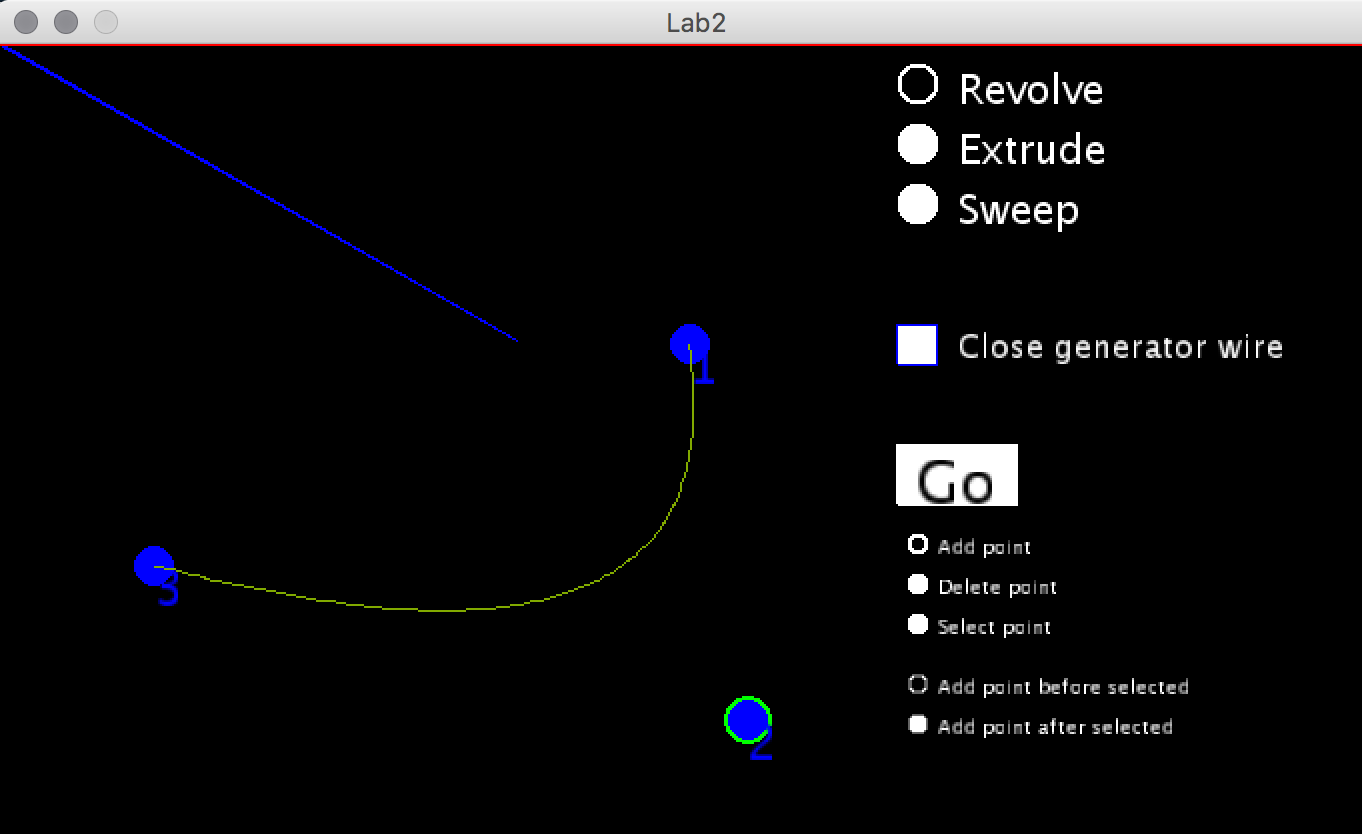 Lab2
Revolve
Extrude
Sweep
1
Close generator wire
Go
Add point
3
Delete point
Select point
Add point before selected
2
Add point after selected